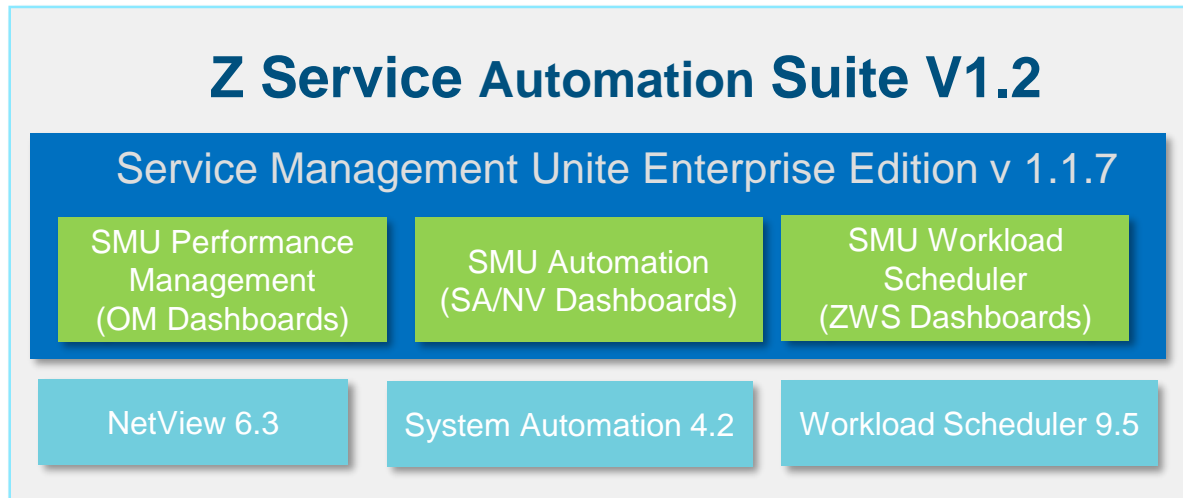 Z Service Automation Suite V1.2
Service Management Unite Enterprise Edition v 1.1.7
SMU Performance
Management
(OM Dashboards)
SMU Automation
(SA/NV Dashboards)
SMU Workload
Scheduler
(ZWS Dashboards)
NetView 6.3
System Automation 4.2
Workload Scheduler 9.5